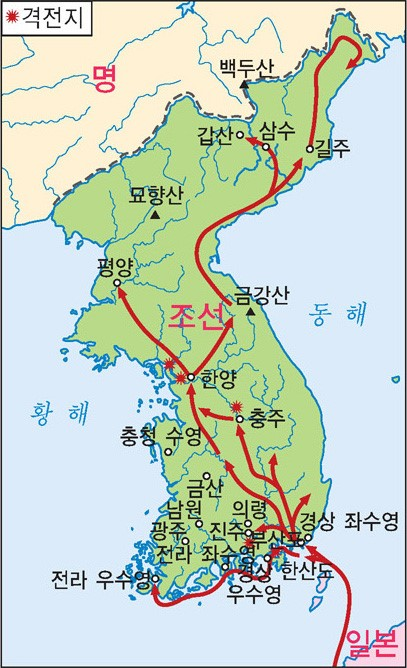 격전지
명
백두산
갑산
삼수
길주
묘향산
평양
조선
금강산
동해
한양
황해
충주
충청 수영
금산
남원
의령
광주
진주
경상 좌수영
전라 좌수영
부산포
경상
우수영
한산도
전라 우수영
일본